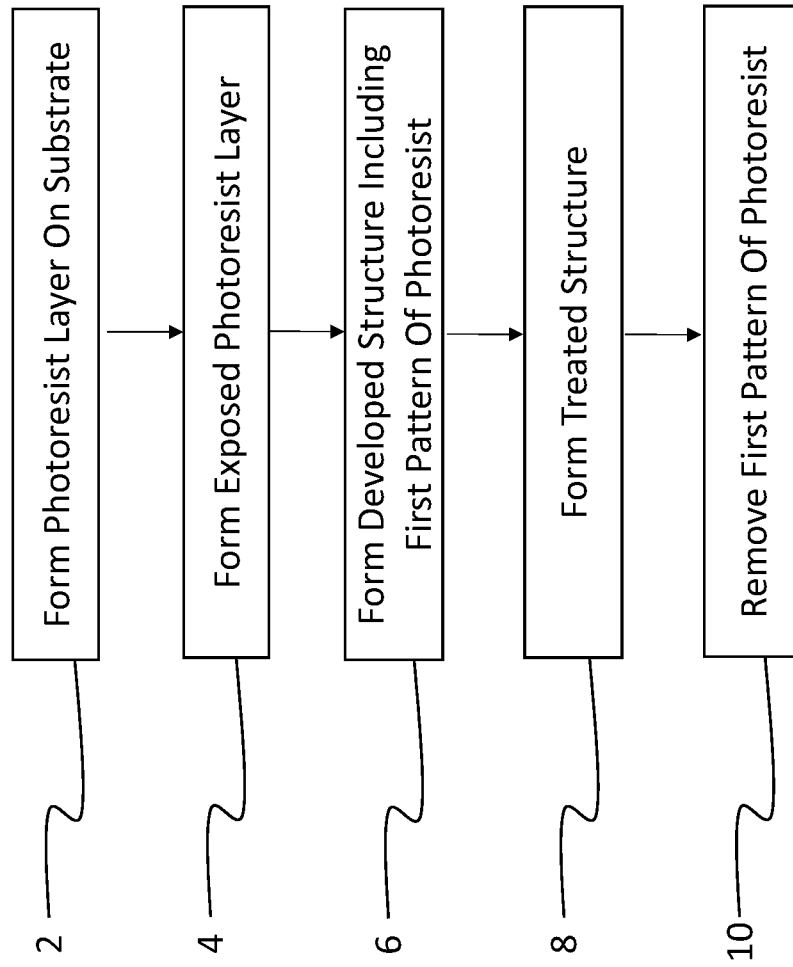 2
Form Photoresist Layer On Substrate
4
Form Exposed Photoresist Layer
6
Form Developed Structure Including
First Pattern Of Photoresist
8
Form Treated Structure
10
Remove First Pattern Of Photoresist